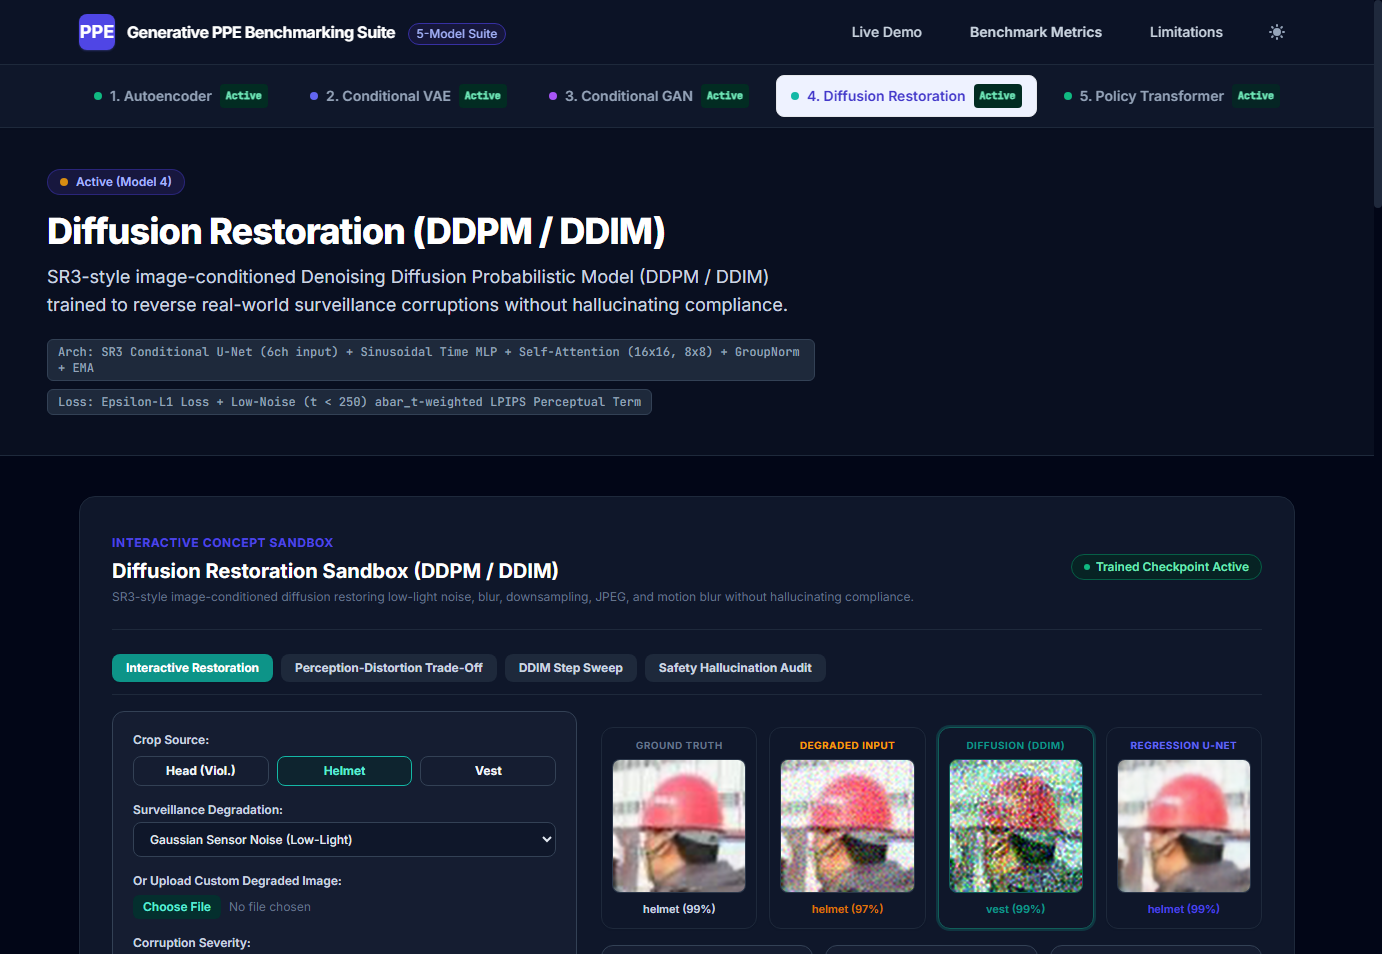 PPE Generative PPE Benchmarking Suite 5-Model Suite Live Demo Benchmark Metrics Limitations
1. Autoencoder Active 2. Conditional VAE Active 3. Conditional GAN Active 4. Diffusion Restoration Active 5. Policy Transformer Active
Active (Model 4)
Diffusion Restoration (DDPM / DDIM)
SR3-style image-conditioned Denoising Diffusion Probabilistic Model (DDPM / DDIM)
trained to reverse real-world surveillance corruptions without hallucinating compliance.
Arch: SR3 Conditional U-Net (6ch input) + Sinusoidal Time MLP + Self-Attention (16x16, 8x8) + GroupNorm
+ EMA
Loss: Epsilon-L1 Loss + Low-Noise (t < 250) abar_t-weighted LPIPS Perceptual Term
INTERACTIVE CONCEPT SANDBOX
Diffusion Restoration Sandbox (DDPM / DDIM)
Trained Checkpoint Active
SR3-style image-conditioned diffusion restoring low-light noise, blur, downsampling, JPEG, and motion blur without hallucinating compliance.
Interactive Restoration Perception-Distortion Trade-Off DDIM Step Sweep Safety Hallucination Audit
Crop Source:
Head (Viol.) Helmet Vest
Surveillance Degradation:
Gaussian Sensor Noise (Low-Light)
Or Upload Custom Degraded Image:
Choose File No file chosen
Corruption Severity:
GROUND TRUTH
helmet (99%)
DEGRADED INPUT
helmet (97%)
DIFFUSION (DDIM)
vest (99%)
REGRESSION U-NET
helmet (99%)